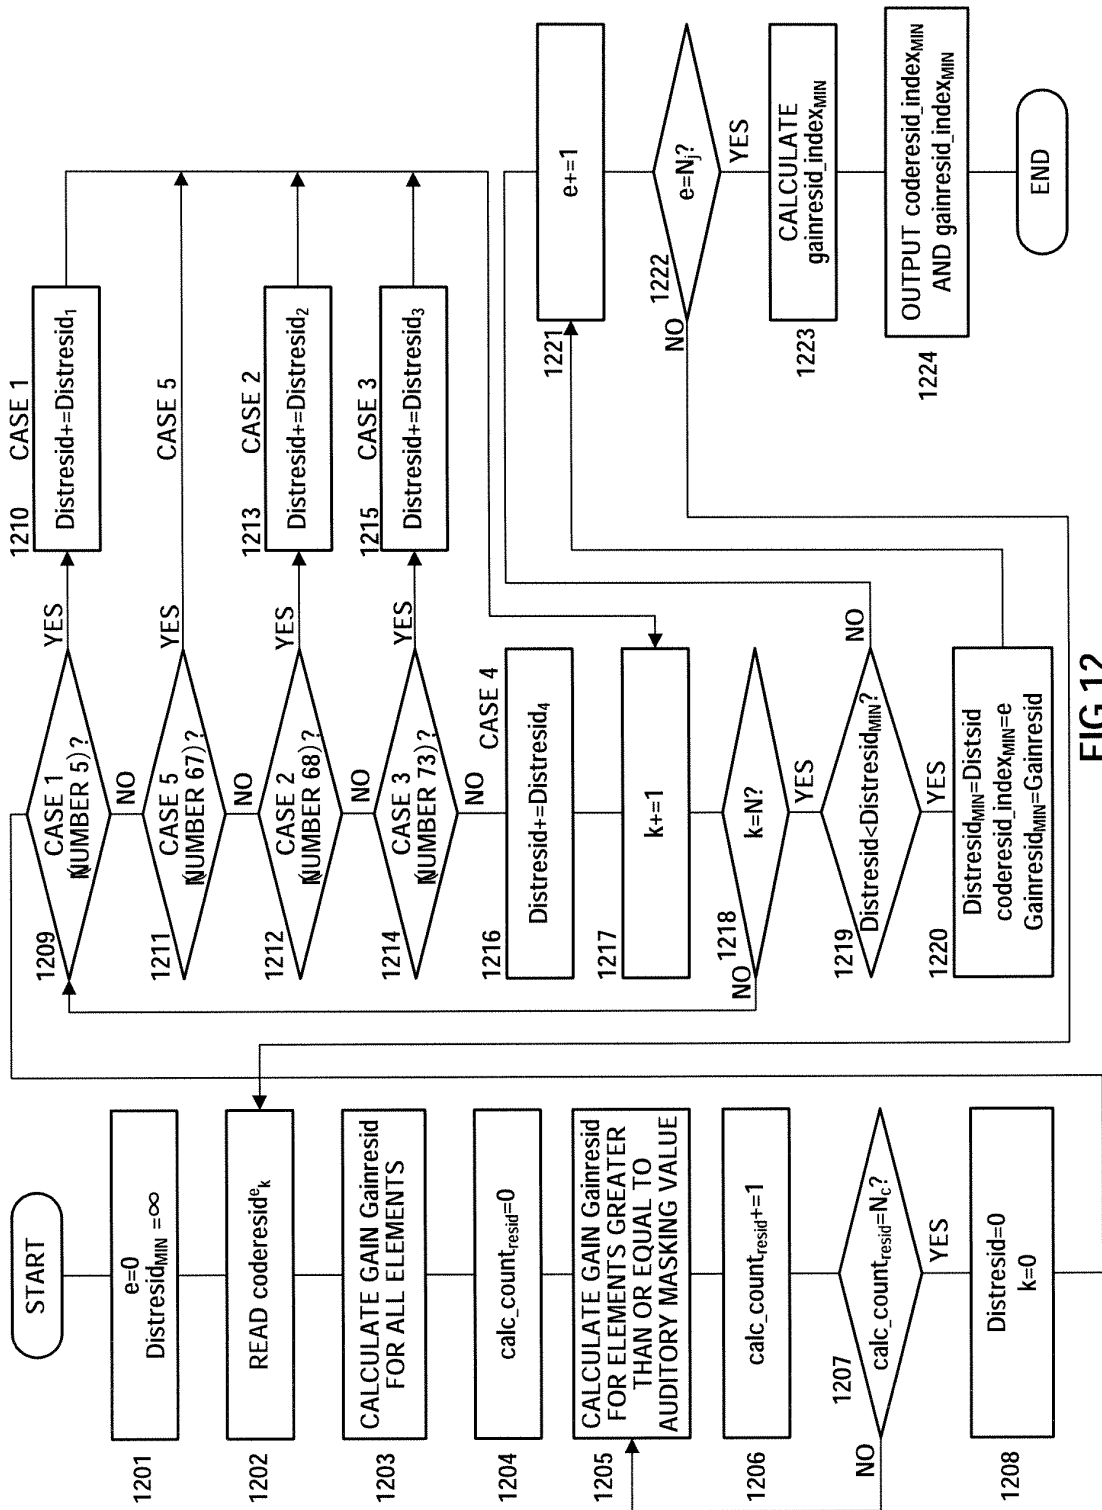 START
1201
e=0
Distresid_MIN =∞
1202
READ coderesid^e_k
1203
CALCULATE GAIN Gainresid
FOR ALL ELEMENTS
1204
calc_count_resid=0
1205
CALCULATE GAIN Gainresid
FOR ELEMENTS GREATER
THAN OR EQUAL TO
AUDITORY MASKING VALUE
1206
calc_count_resid+=1
1207
calc_count_resid=N_c?
NO
YES
1208
Distresid=0
k=0
1209
CASE 1
(NUMBER 5)?
YES
NO
1210
CASE 1
Distresid+=Distresid_1
1211
CASE 5
(NUMBER 67)?
YES
CASE 5
NO
1212
CASE 2
(NUMBER 68)?
YES
NO
1213
CASE 2
Distresid+=Distresid_2
1214
CASE 3
(NUMBER 73)?
YES
NO
1215
CASE 3
Distresid+=Distresid_3
1216
CASE 4
Distresid+=Distresid_4
1217
k+=1
1218
k=N?
NO
YES
1219
Distresid<Distresid_MIN?
NO
YES
1220
Distresid_MIN=Distsid
coderesid_index_MIN=e
Gainresid_MIN=Gainresid
1221
e+=1
1222
e=N_j?
NO
YES
1223
CALCULATE
gainresid_index_MIN
1224
OUTPUT coderesid_index_MIN
AND gainresid_index_MIN
END
FIG.12